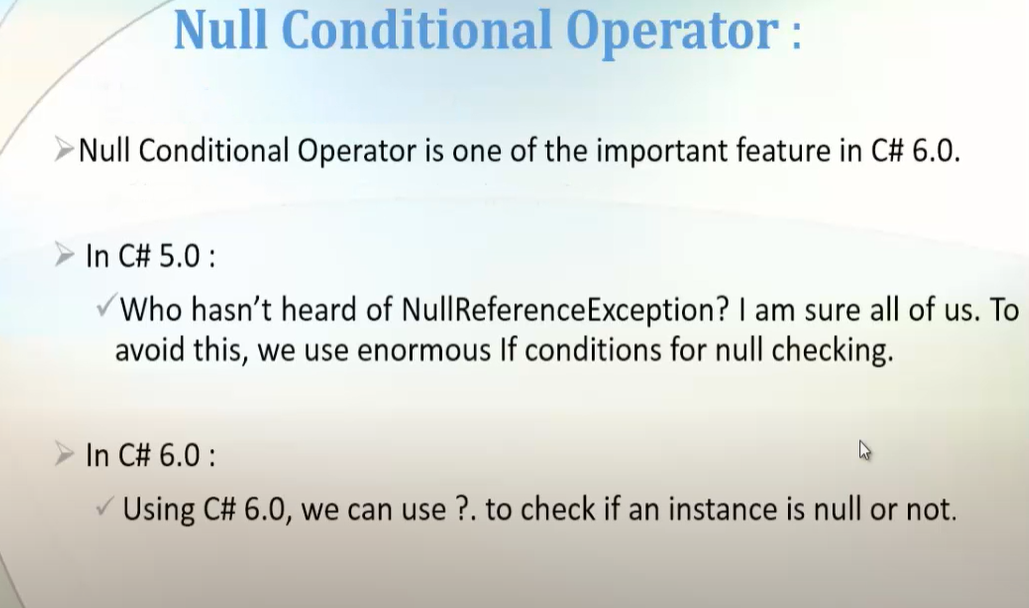 Null Conditional Operator :
Null Conditional Operator is one of the important feature in C# 6.0.
In C# 5.0 :
Who hasn't heard of NullReferenceException? I am sure all of us. To
avoid this, we use enormous If conditions for null checking.
In C# 6.0 :
Using C# 6.0, we can use ?. to check if an instance is null or not.